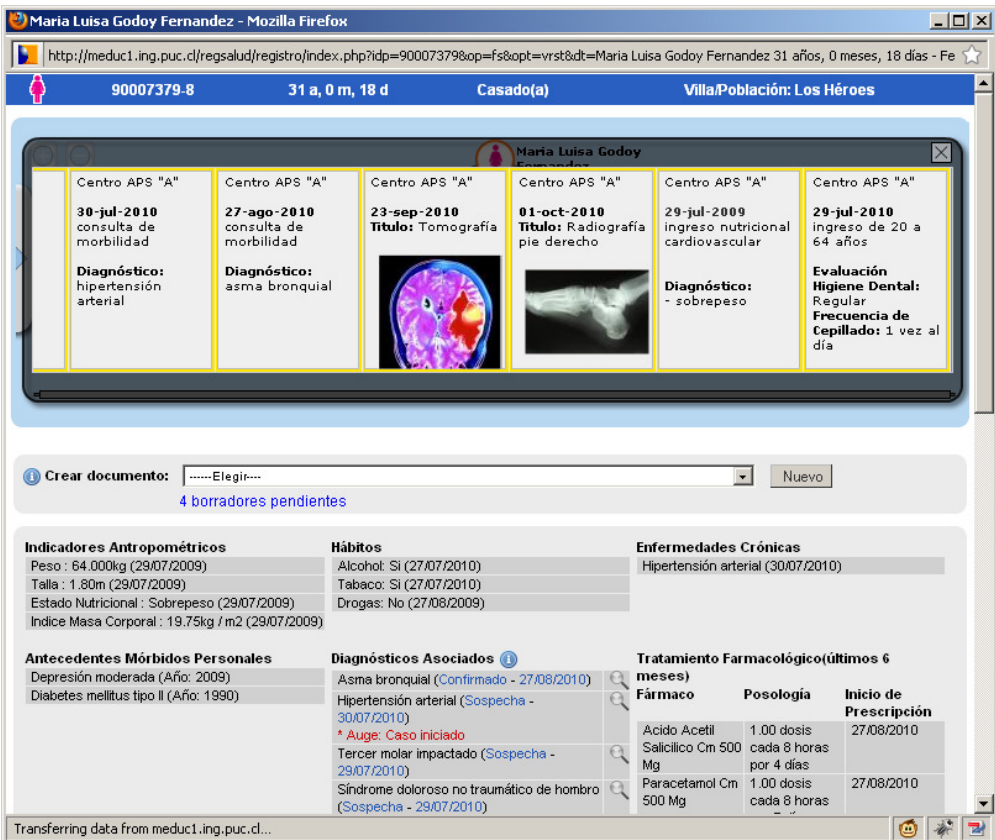 Maria Luisa Godoy Fernandez - Mozilla Firefox
http://meduc1.ing.puc.cl/regsalud/registro/index.php?idp=90007379&op=fs&opt=vrst&dt=Maria Luisa Godoy Fernandez 31 años, 0 meses, 18 días - Fe
90007379-8 31 a, 0 m, 18 d Casado(a) Villa/Población: Los Héroes
Maria Luisa Godoy
Fernandez
Centro APS "A"
30-jul-2010
consulta de
morbilidad
Diagnóstico:
hipertensión
arterial
Centro APS "A"
27-ago-2010
consulta de
morbilidad
Diagnóstico:
asma bronquial
Centro APS "A"
23-sep-2010
Titulo: Tomografía
Centro APS "A"
01-oct-2010
Titulo: Radiografía
pie derecho
Centro APS "A"
29-jul-2009
ingreso nutricional
cardiovascular
Diagnóstico:
- sobrepeso
Centro APS "A"
29-jul-2010
ingreso de 20 a
64 años
Evaluación
Higiene Dental:
Regular
Frecuencia de
Cepillado: 1 vez al
día
Crear documento: ------Elegir---- Nuevo
4 borradores pendientes
Indicadores Antropométricos
Peso : 64.000kg (29/07/2009)
Talla : 1.80m (29/07/2009)
Estado Nutricional : Sobrepeso (29/07/2009)
Indice Masa Corporal : 19.75kg / m2 (29/07/2009)
Hábitos
Alcohol: Si (27/07/2010)
Tabaco: Si (27/07/2010)
Drogas: No (27/08/2009)
Enfermedades Crónicas
Hipertensión arterial (30/07/2010)
Antecedentes Mórbidos Personales
Depresión moderada (Año: 2009)
Diabetes mellitus tipo II (Año: 1990)
Diagnósticos Asociados
Asma bronquial (Confirmado - 27/08/2010)
Hipertensión arterial (Sospecha -
30/07/2010)
* Auge: Caso iniciado
Tercer molar impactado (Sospecha -
29/07/2010)
Síndrome doloroso no traumático de hombro
(Sospecha - 29/07/2010)
Tratamiento Farmacológico(últimos 6
meses)
Fármaco Posología Inicio de
Prescripción
Acido Acetil 1.00 dosis 27/08/2010
Salicilico Cm 500 cada 8 horas
Mg por 4 días
Paracetamol Cm 1.00 dosis 27/08/2010
500 Mg cada 8 horas
Transferring data from meduc1.ing.puc.cl...